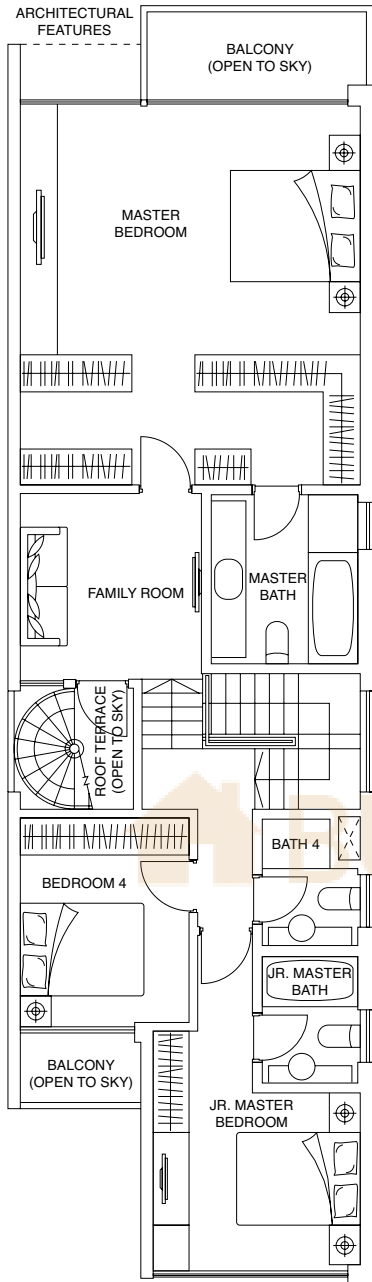 ARCHITECTURAL
FEATURES
BALCONY
(OPEN TO SKY)
MASTER
BEDROOM
FAMILY ROOM
MASTER
BATH
ROOF TERRACE
(OPEN TO SKY)
BATH 4
BEDROOM 4
JR. MASTER
BATH
BALCONY
(OPEN TO SKY)
JR. MASTER
BEDROOM